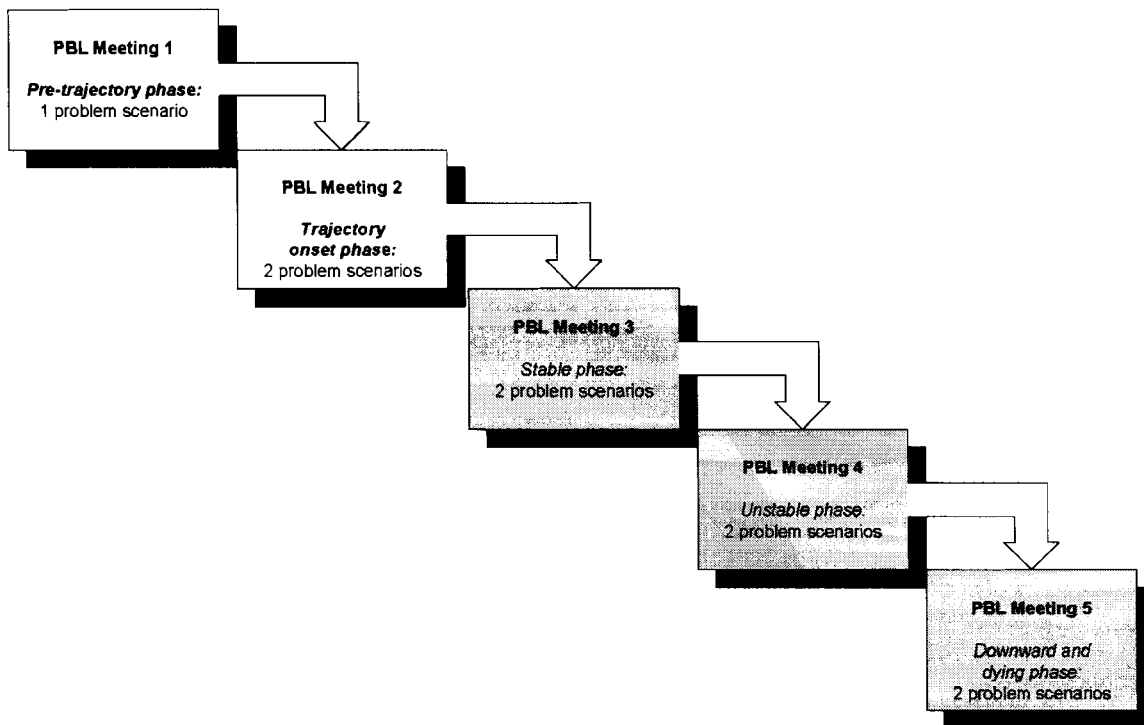 PBL Meeting 1
Pre-trajectory phase:
1 problem scenario
PBL Meeting 2
Trajectory
onset phase:
2 problem scenarios
PBL Meeting 3
Stable phase:
2 problem scenarios
PBL Meeting 4
Unstable phase:
2 problem scenarios
PBL Meeting 5
Downward and
dying phase:
2 problem scenarios